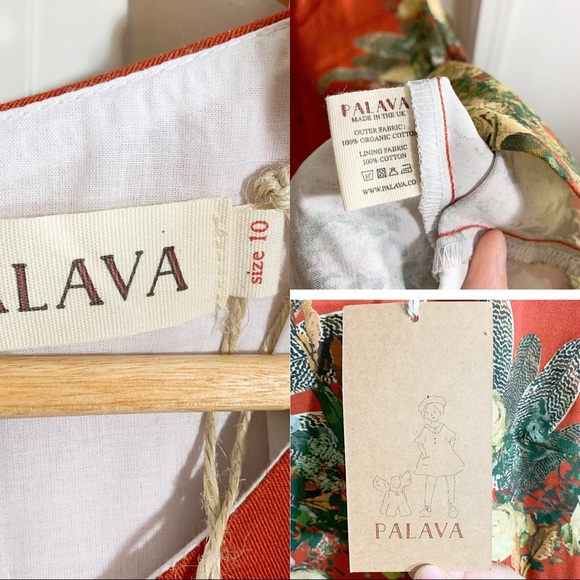 ALAVA
size 10
PALAVA
MADE IN THE UK
OUTER FABRIC:
100% ORGANIC COTTON
LINING FABRIC
100% COTTON
WWW.PALAVA.CO
PALAVA